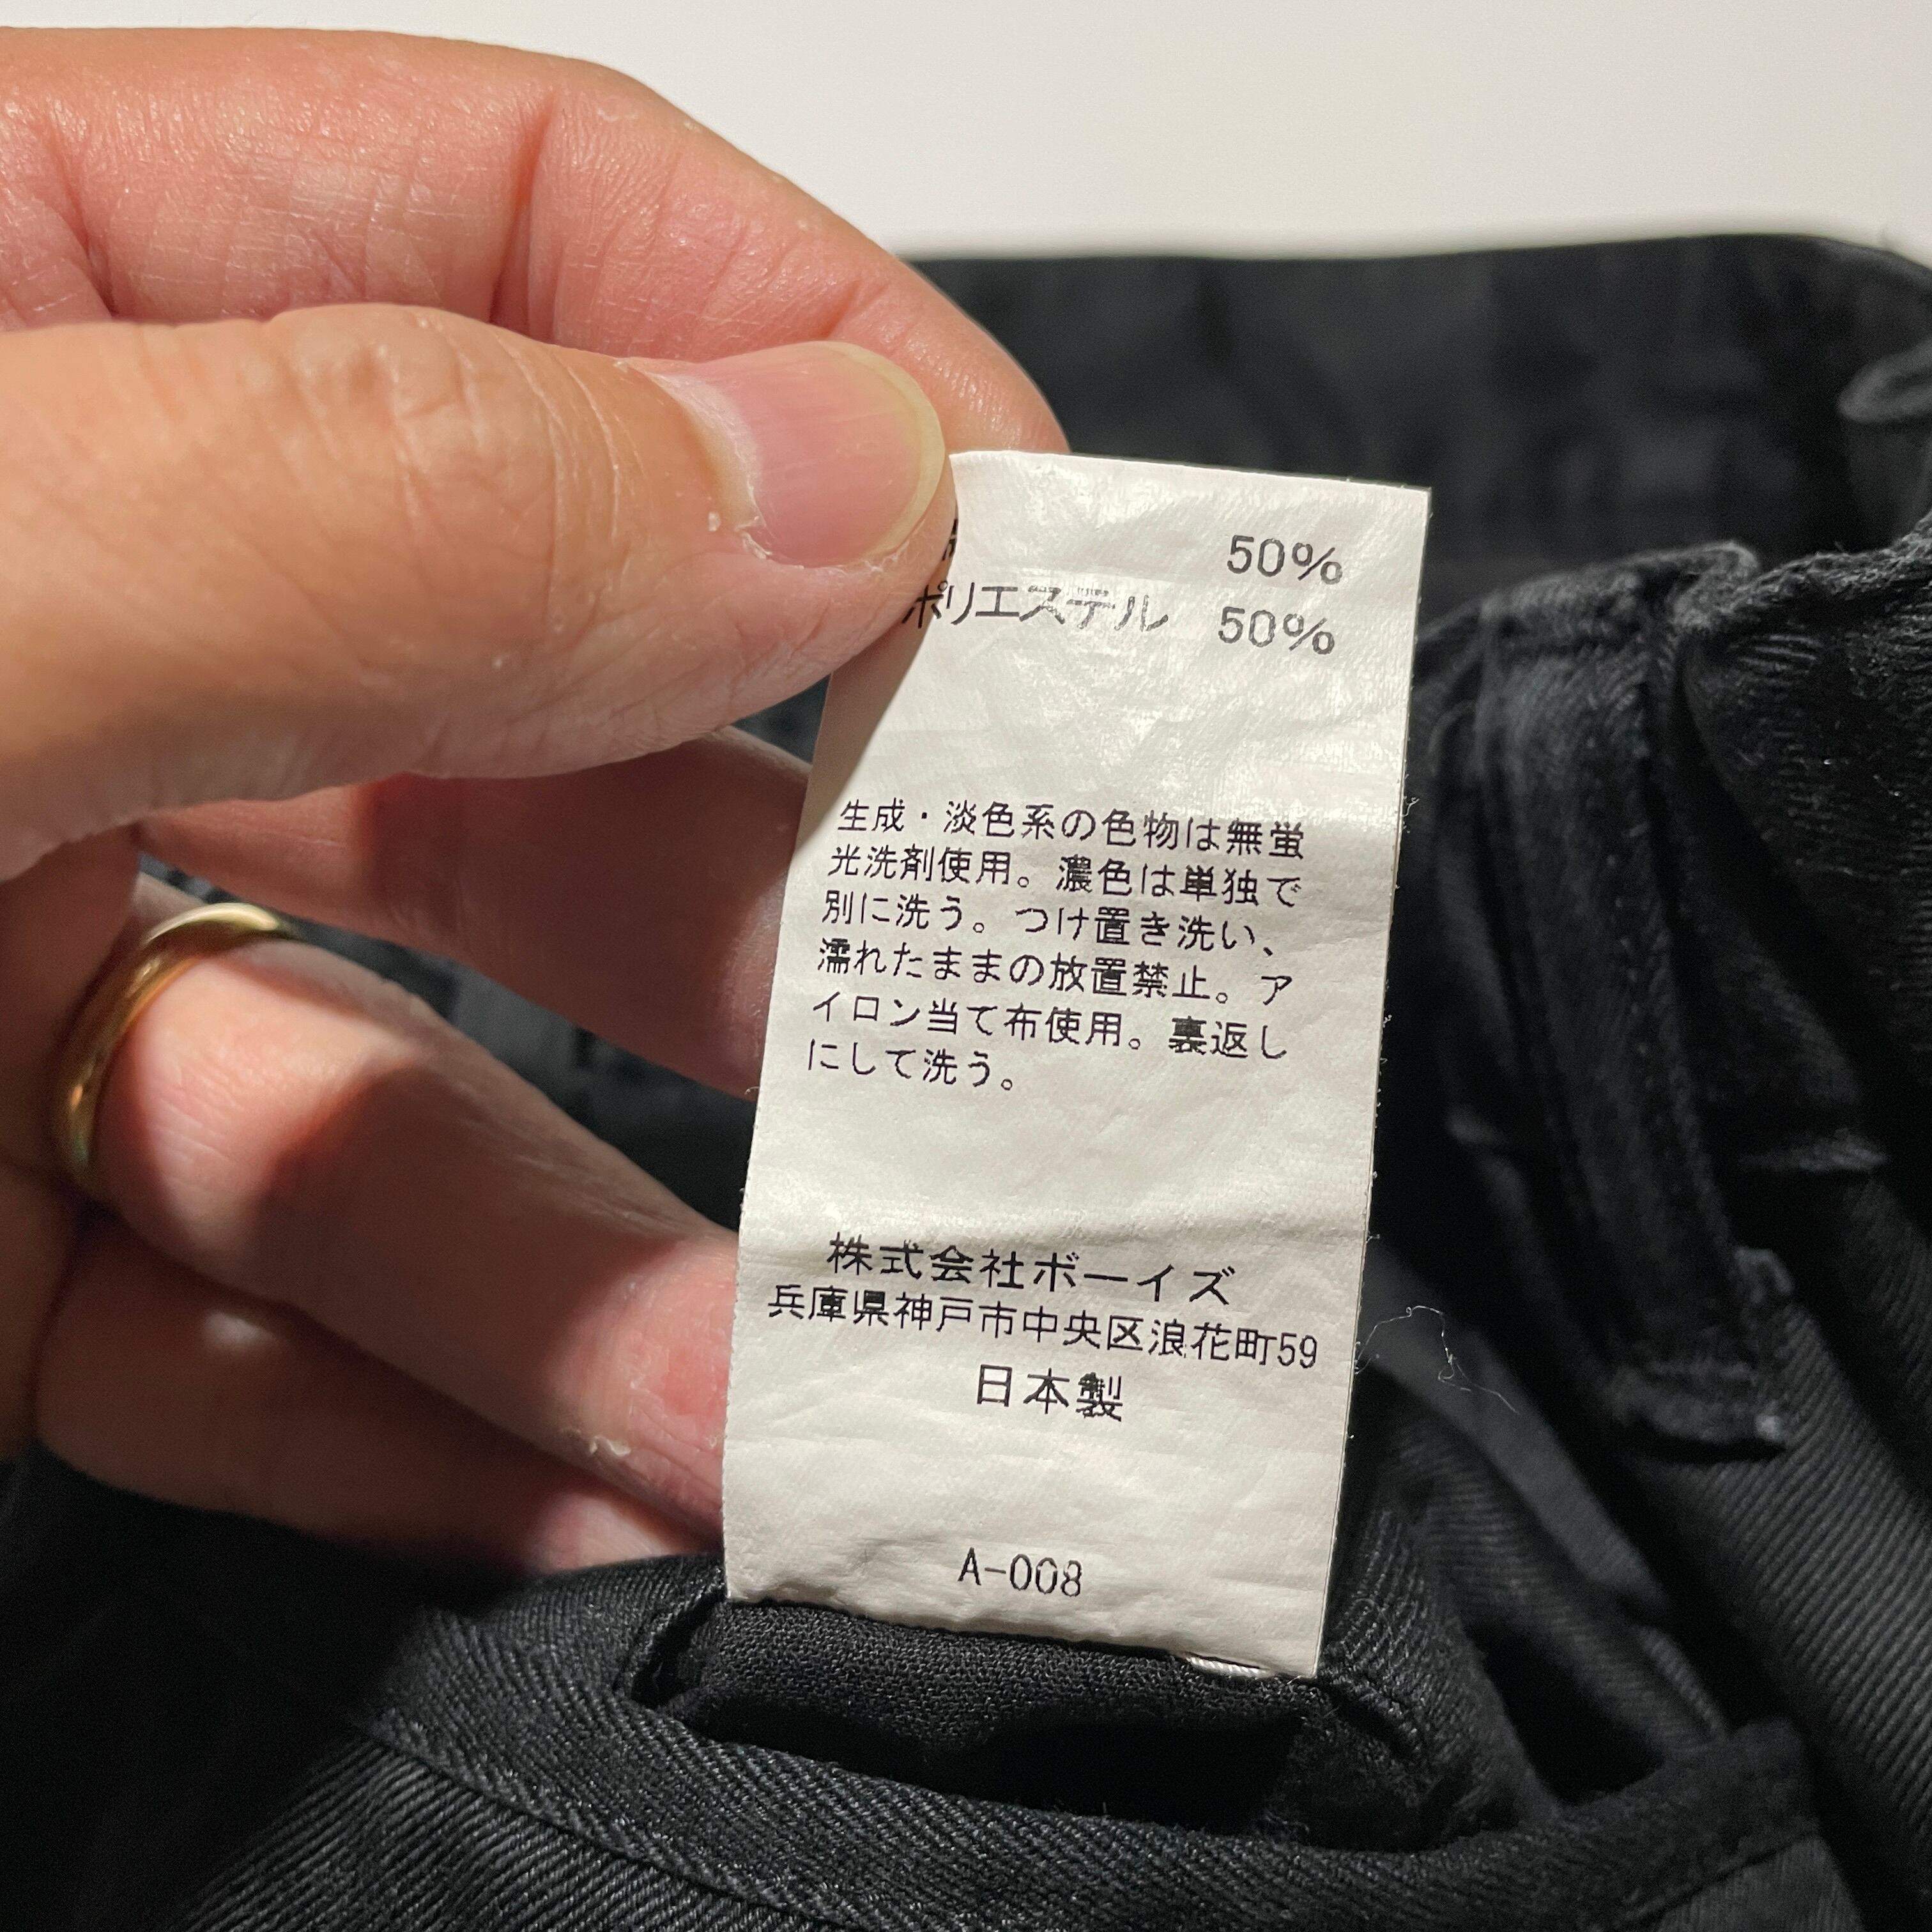 50%
ポリエステル 50%
生成・淡色系の色物は無蛍
光洗剤使用。濃色は単独で
別に洗う。つけ置き洗い、
濡れたままの放置禁止。ア
イロン当て布使用。裏返し
にして洗う。
株式会社ボーイズ
兵庫県神戸市中央区浪花町59
日本製
A-008